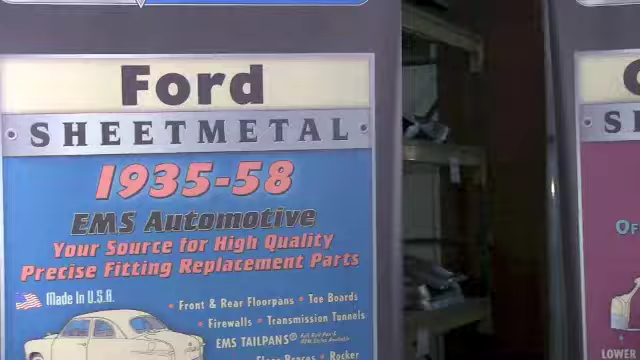 Ford
SHEETMETAL
1935-58
EMS Automotive
Your Source for High Quality
Precise Fitting Replacement Parts
Made In U.S.A.
• Front & Rear Floorpans • Toe Boards
• Firewalls • Transmission Tunnels
EMS TAILPANS
Braces • Rocker
LOWER